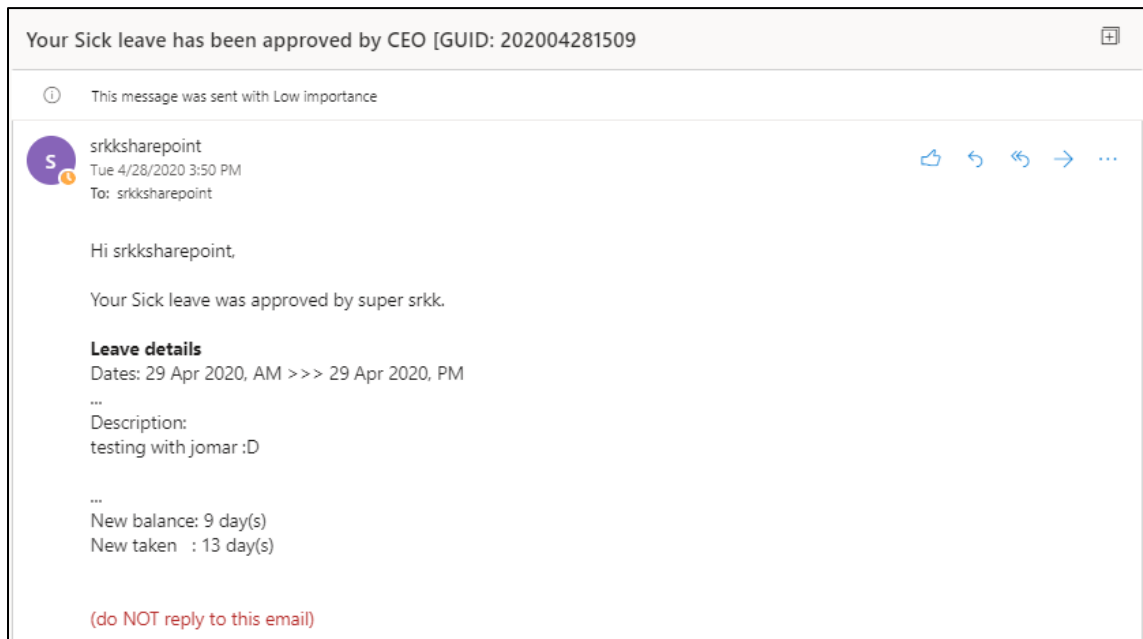 Your Sick leave has been approved by CEO [GUID: 202004281509
This message was sent with Low importance
S
srkksharepoint
Tue 4/28/2020 3:50 PM
To: srkksharepoint
Hi srkksharepoint,
Your Sick leave was approved by super srkk.
Leave details
Dates: 29 Apr 2020, AM >>> 29 Apr 2020, PM
...
Description:
testing with jomar :D
...
New balance: 9 day(s)
New taken   : 13 day(s)
(do NOT reply to this email)